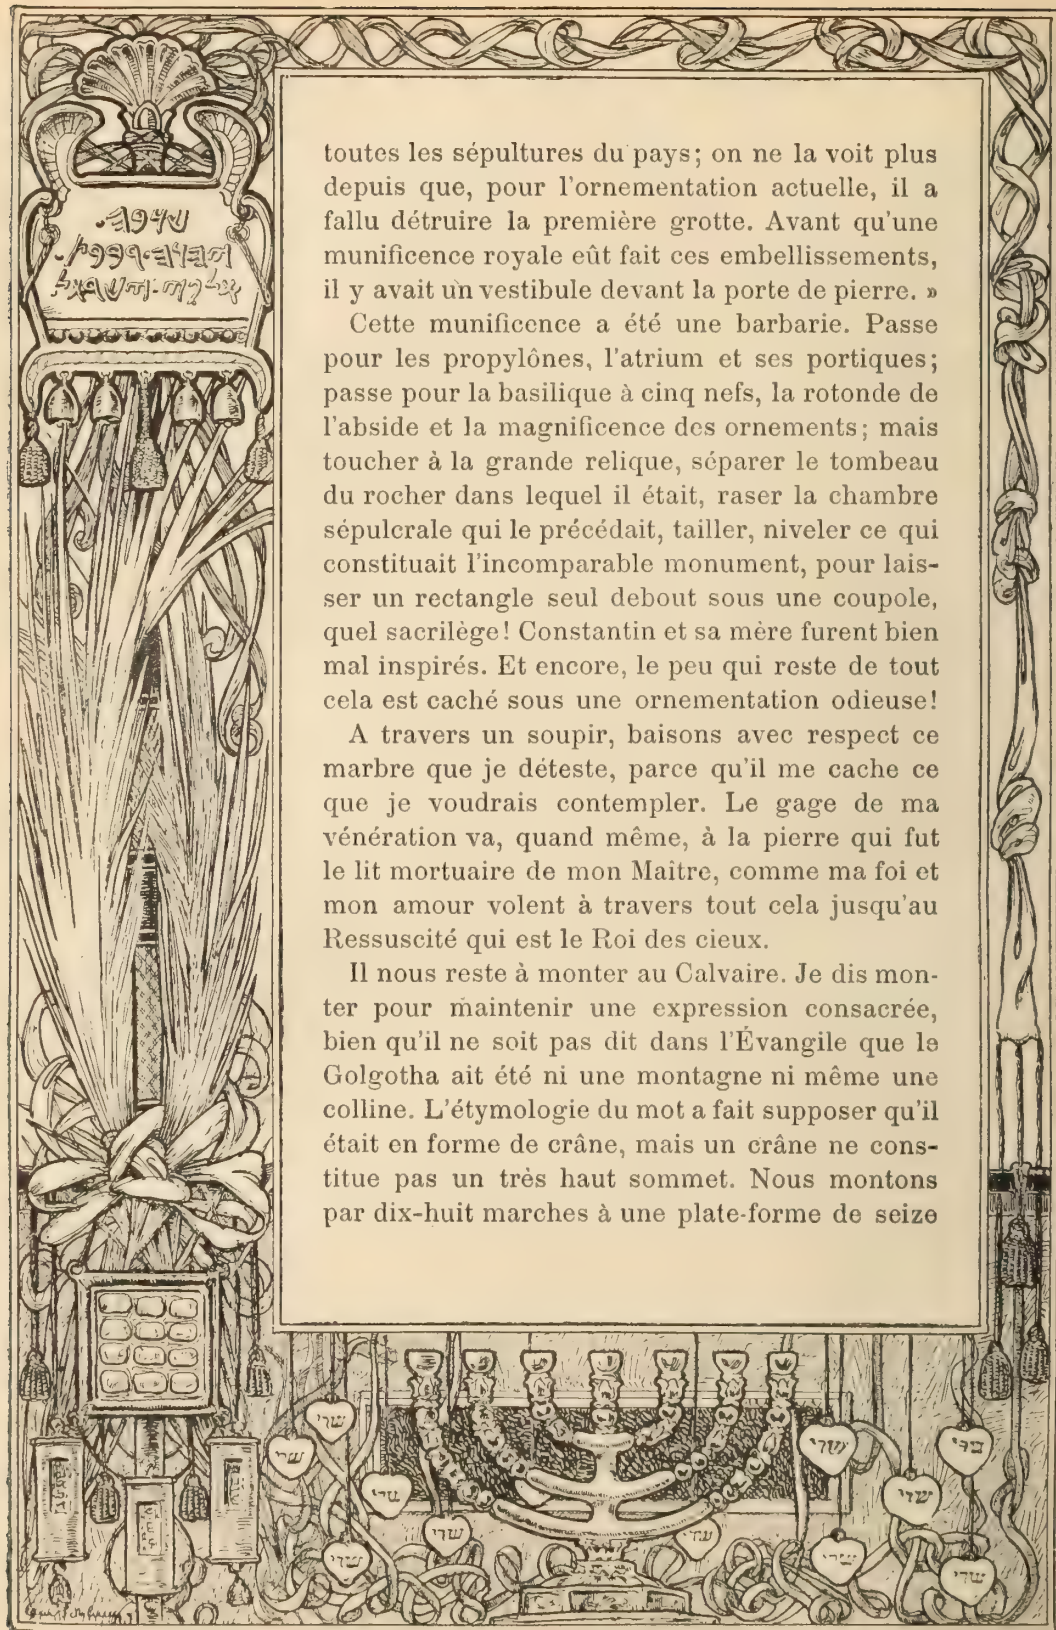 toutes les sépultures du pays; on ne la voit plus
depuis que, pour l'ornementation actuelle, il a
fallu détruire la première grotte. Avant qu'une
munificence royale eût fait ces embellissements,
il y avait un vestibule devant la porte de pierre. »
Cette munificence a été une barbarie. Passe
pour les propylônes, l'atrium et ses portiques;
passe pour la basilique à cinq nefs, la rotonde de
l'abside et la magnificence des ornements; mais
toucher à la grande relique, séparer le tombeau
du rocher dans lequel il était, raser la chambre
sépulcrale qui le précédait, tailler, niveler ce qui
constituait l'incomparable monument, pour lais-
ser un rectangle seul debout sous une coupole,
quel sacrilège! Constantin et sa mère furent bien
mal inspirés. Et encore, le peu qui reste de tout
cela est caché sous une ornementation odieuse!
A travers un soupir, baisons avec respect ce
marbre que je déteste, parce qu'il me cache ce
que je voudrais contempler. Le gage de ma
vénération va, quand même, à la pierre qui fut
le lit mortuaire de mon Maître, comme ma foi et
mon amour volent à travers tout cela jusqu'au
Ressuscité qui est le Roi des cieux.
Il nous reste à monter au Calvaire. Je dis mon-
ter pour maintenir une expression consacrée,
bien qu'il ne soit pas dit dans l'Évangile que le
Golgotha ait été ni une montagne ni même une
colline. L'étymologie du mot a fait supposer qu'il
était en forme de crâne, mais un crâne ne cons-
titue pas un très haut sommet. Nous montons
par dix-huit marches à une plate-forme de seize